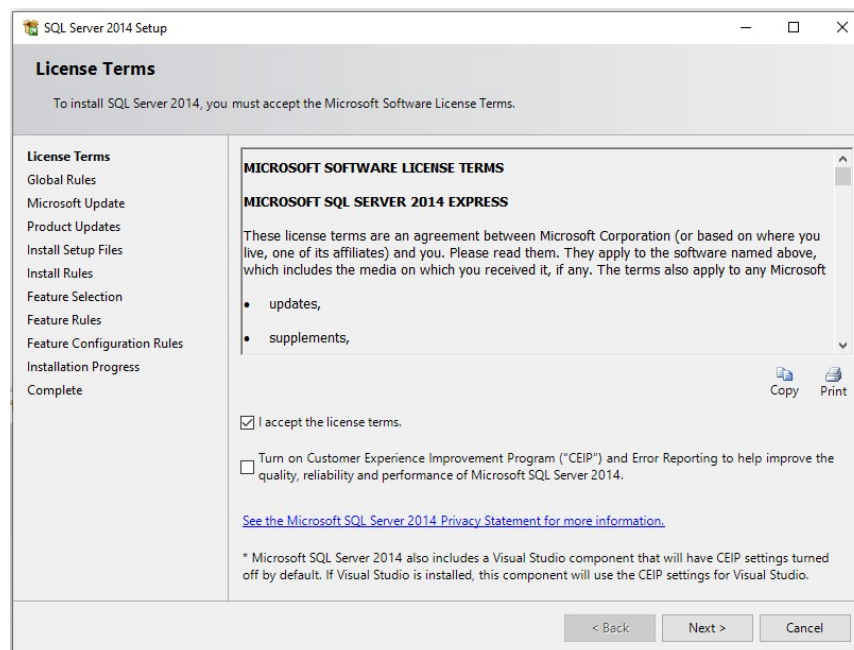 SQL Server 2014 Setup
License Terms
To install SQL Server 2014, you must accept the Microsoft Software License Terms.
License Terms
Global Rules
Microsoft Update
Product Updates
Install Setup Files
Install Rules
Feature Selection
Feature Rules
Feature Configuration Rules
Installation Progress
Complete
MICROSOFT SOFTWARE LICENSE TERMS
MICROSOFT SQL SERVER 2014 EXPRESS
These license terms are an agreement between Microsoft Corporation (or based on where you
live, one of its affiliates) and you. Please read them. They apply to the software named above,
which includes the media on which you received it, if any. The terms also apply to any Microsoft
• updates,
• supplements,
Copy Print
I accept the license terms.
Turn on Customer Experience Improvement Program ("CEIP") and Error Reporting to help improve the
quality, reliability and performance of Microsoft SQL Server 2014.
See the Microsoft SQL Server 2014 Privacy Statement for more information.
* Microsoft SQL Server 2014 also includes a Visual Studio component that will have CEIP settings turned
off by default. If Visual Studio is installed, this component will use the CEIP settings for Visual Studio.
< Back Next > Cancel